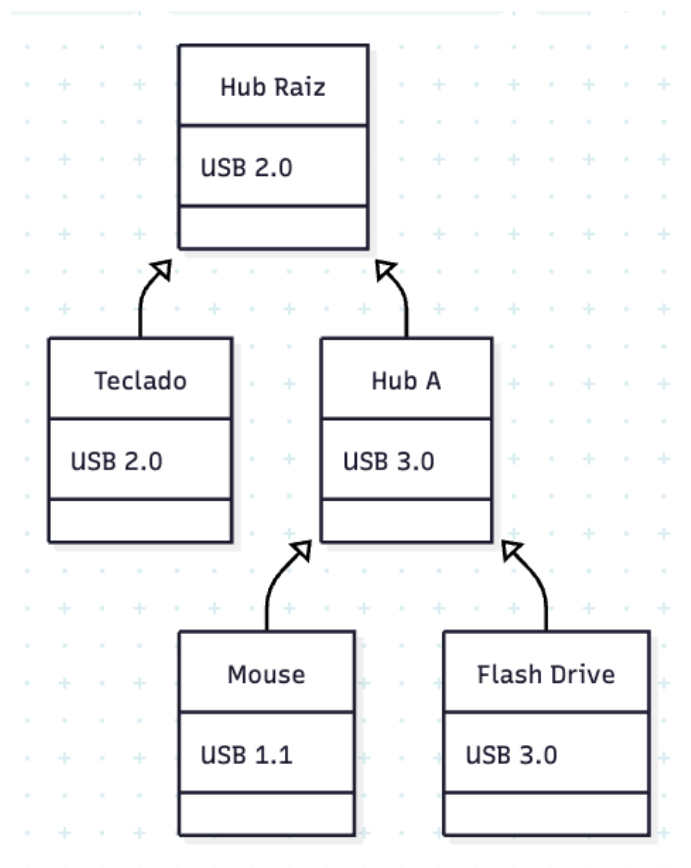 Hub Raiz
USB 2.0
Teclado
USB 2.0
Hub A
USB 3.0
Mouse
USB 1.1
Flash Drive
USB 3.0